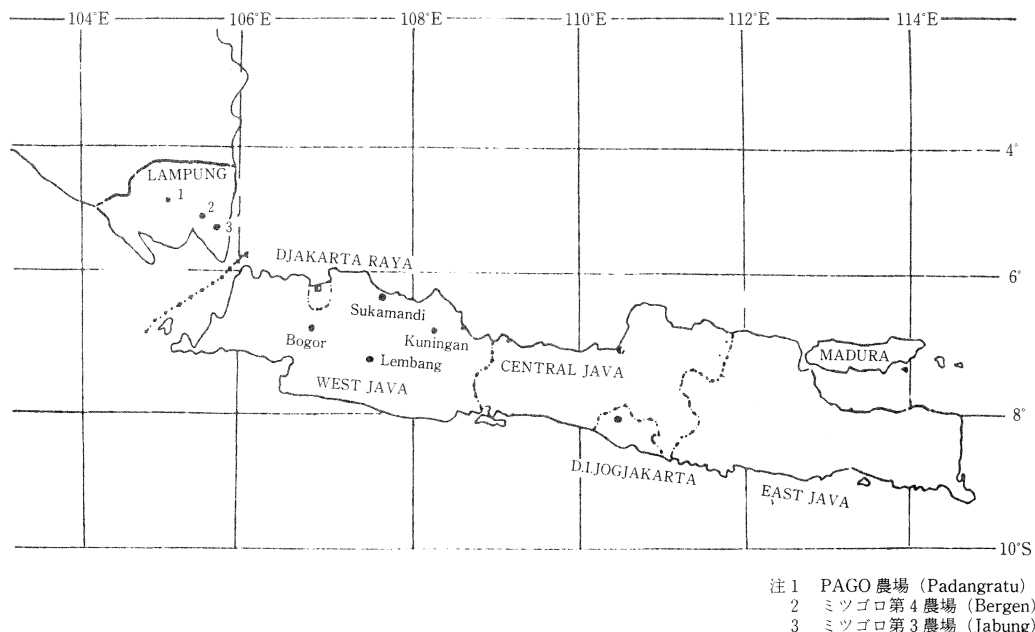 104°E 106°E 108°E 110°E 112°E 114°E
4°
LAMPUNG
1
2
3
DJAKARTA RAYA
6°
Sukamandi
Bogor
Kuningan
Lembang
CENTRAL JAVA
MADURA
WEST JAVA
8°
D.I.JOGJAKARTA
EAST JAVA
10°S
注1 PAGO農場 (Padangratu)
2 ミツゴロ第4農場 (Bergen)
3 ミツゴロ第3農場 (Jabung)